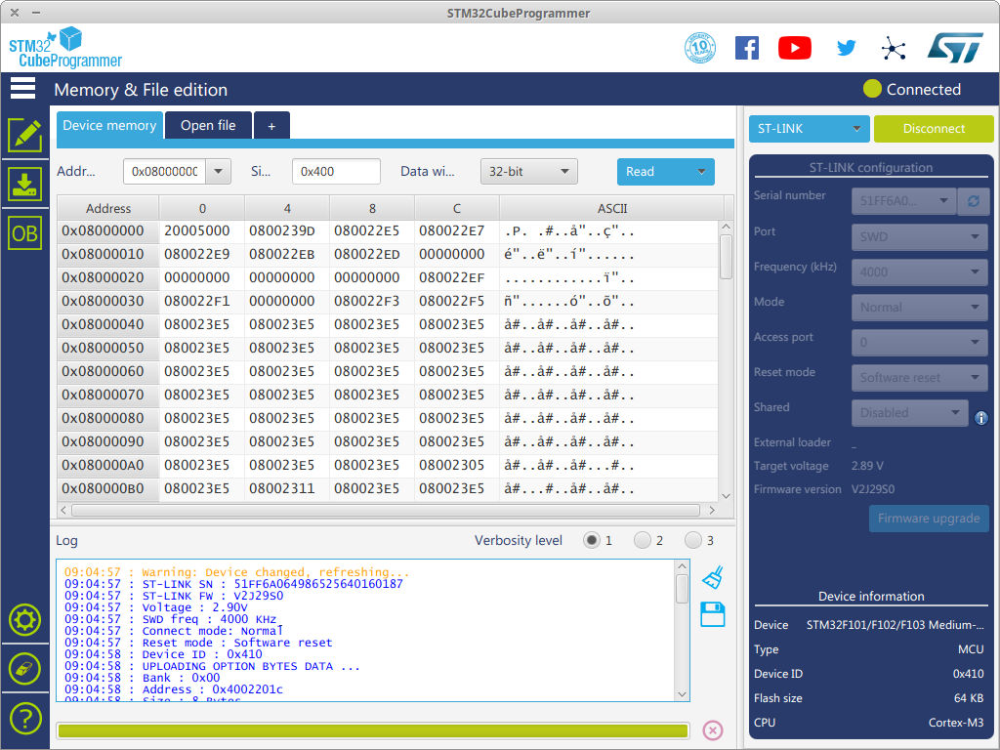 STM32CubeProgrammer
STM32
CubeProgrammer
10
ST
Memory & File edition
Connected
Device memory
Open file
+
ST-LINK
Disconnect
Addr...
0x08000000
Si...
0x400
Data wi...
32-bit
Read
Address 0 4 8 C ASCII
0x08000000 20005000 0800239D 080022E5 080022E7 .P. .#..å"..ç"..
0x08000010 080022E9 080022EB 080022ED 00000000 é"..ë"..í"......
0x08000020 00000000 00000000 00000000 080022EF ............ï"..
0x08000030 080022F1 00000000 080022F3 080022F5 ñ"......ó"..õ"..
0x08000040 080023E5 080023E5 080023E5 080023E5 å#..å#..å#..å#..
0x08000050 080023E5 080023E5 080023E5 080023E5 å#..å#..å#..å#..
0x08000060 080023E5 080023E5 080023E5 080023E5 å#..å#..å#..å#..
0x08000070 080023E5 080023E5 080023E5 080023E5 å#..å#..å#..å#..
0x08000080 080023E5 080023E5 080023E5 080023E5 å#..å#..å#..å#..
0x08000090 080023E5 080023E5 080023E5 080023E5 å#..å#..å#..å#..
0x080000A0 080023E5 080023E5 080023E5 08002305 å#..å#..å#...#..
0x080000B0 080023E5 08002311 080023E5 080023E5 å#...#..å#..å#..
OB
ST-LINK configuration
Serial number 51FF6A0...
Port SWD
Frequency (kHz) 4000
Mode Normal
Access port 0
Reset mode Software reset
Shared Disabled
External loader _
Target voltage 2.89 V
Firmware version V2J29S0
Firmware upgrade
Log
Verbosity level 1 2 3
09:04:57 : Warning: Device changed, refreshing...
09:04:57 : ST-LINK SN : 51FF6A064986525640160187
09:04:57 : ST-LINK FW : V2J29S0
09:04:57 : Voltage : 2.90V
09:04:57 : SWD freq : 4000 KHz
09:04:57 : Connect mode: Normal
09:04:57 : Reset mode : Software reset
09:04:58 : Device ID : 0x410
09:04:58 : UPLOADING OPTION BYTES DATA ...
09:04:58 : Bank : 0x00
09:04:58 : Address : 0x4002201c
09:04:58 : Size : 8 Bytes
Device information
Device STM32F101/F102/F103 Medium-...
Type MCU
Device ID 0x410
Flash size 64 KB
CPU Cortex-M3